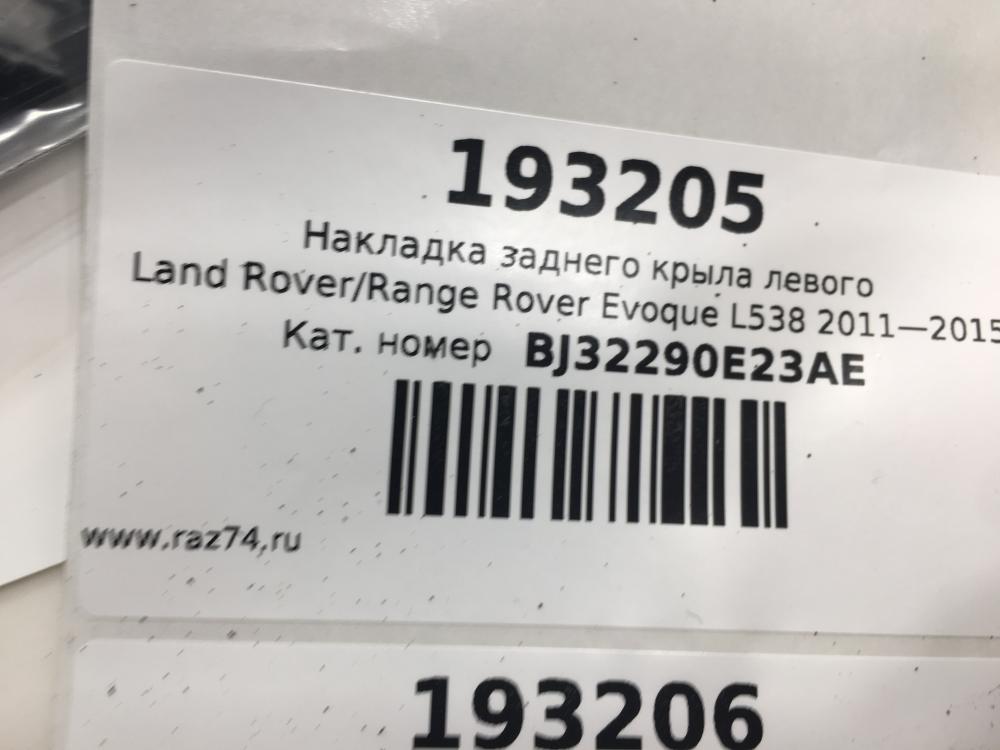 193205
Накладка заднего крыла левого
Land Rover/Range Rover Evoque L538 2011—2015
Кат. номер BJ32290E23AE
www.raz74.ru
193206